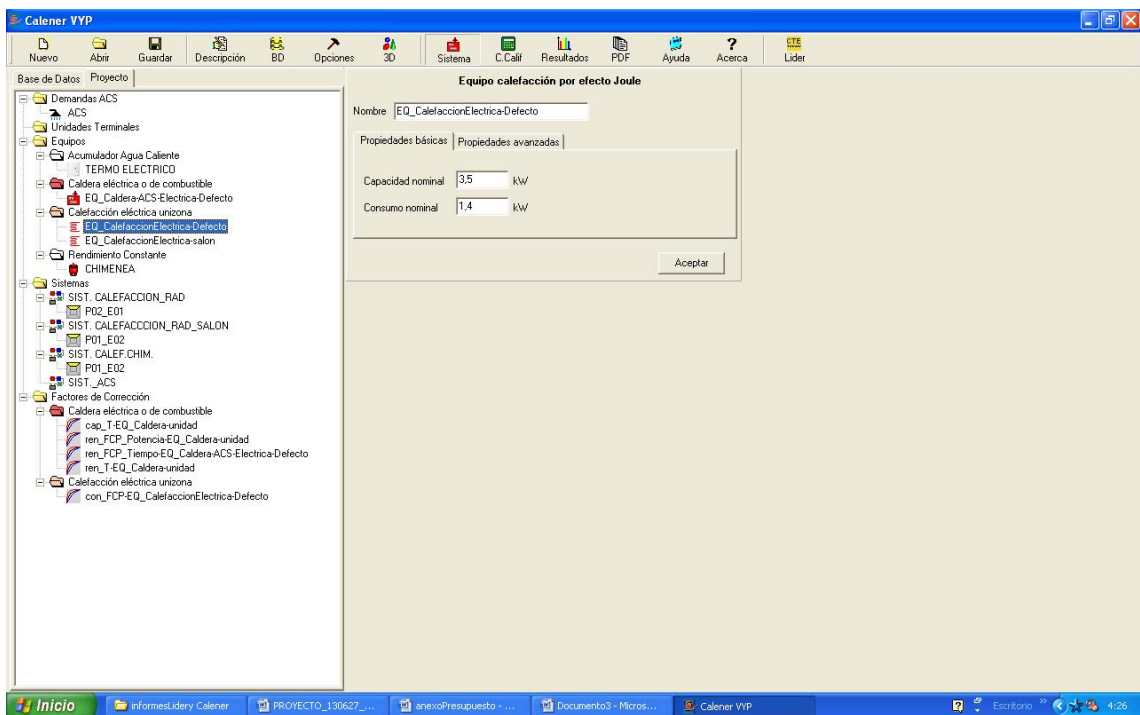 Calener VYP
Nuevo Abrir Guardar Descripción BD Opciones 3D Sistema C.Calif Resultados PDF Ayuda Acerca CTE Lider
Base de Datos Proyecto
Demandas ACS
ACS
Unidades Terminales
Equipos
Acumulador Agua Caliente
TERMO ELECTRICO
Caldera eléctrica o de combustible
EQ_Caldera-ACS-Electrica-Defecto
Calefacción eléctrica unizona
EQ_CalefaccionElectrica-Defecto
EQ_CalefaccionElectrica-salon
Rendimiento Constante
CHIMENEA
Sistemas
SIST. CALEFACCION_RAD
P02_E01
SIST. CALEFACCCION_RAD_SALON
P01_E02
SIST. CALEF.CHIM.
P01_E02
SIST._ACS
Factores de Corrección
Caldera eléctrica o de combustible
cap_T-EQ_Caldera-unidad
ren_FCP_Potencia-EQ_Caldera-unidad
ren_FCP_Tiempo-EQ_Caldera-ACS-Electrica-Defecto
ren_T-EQ_Caldera-unidad
Calefacción eléctrica unizona
con_FCP-EQ_CalefaccionElectrica-Defecto
Equipo calefacción por efecto Joule
Nombre EQ_CalefaccionElectrica-Defecto
Propiedades básicas Propiedades avanzadas
Capacidad nominal 3,5 kW
Consumo nominal 1,4 kW
Aceptar
Inicio informesLidery Calener PROYECTO_130627_... anexoPresupuesto - ... Documento3 - Micros... Calener VYP Escritorio » 4:26